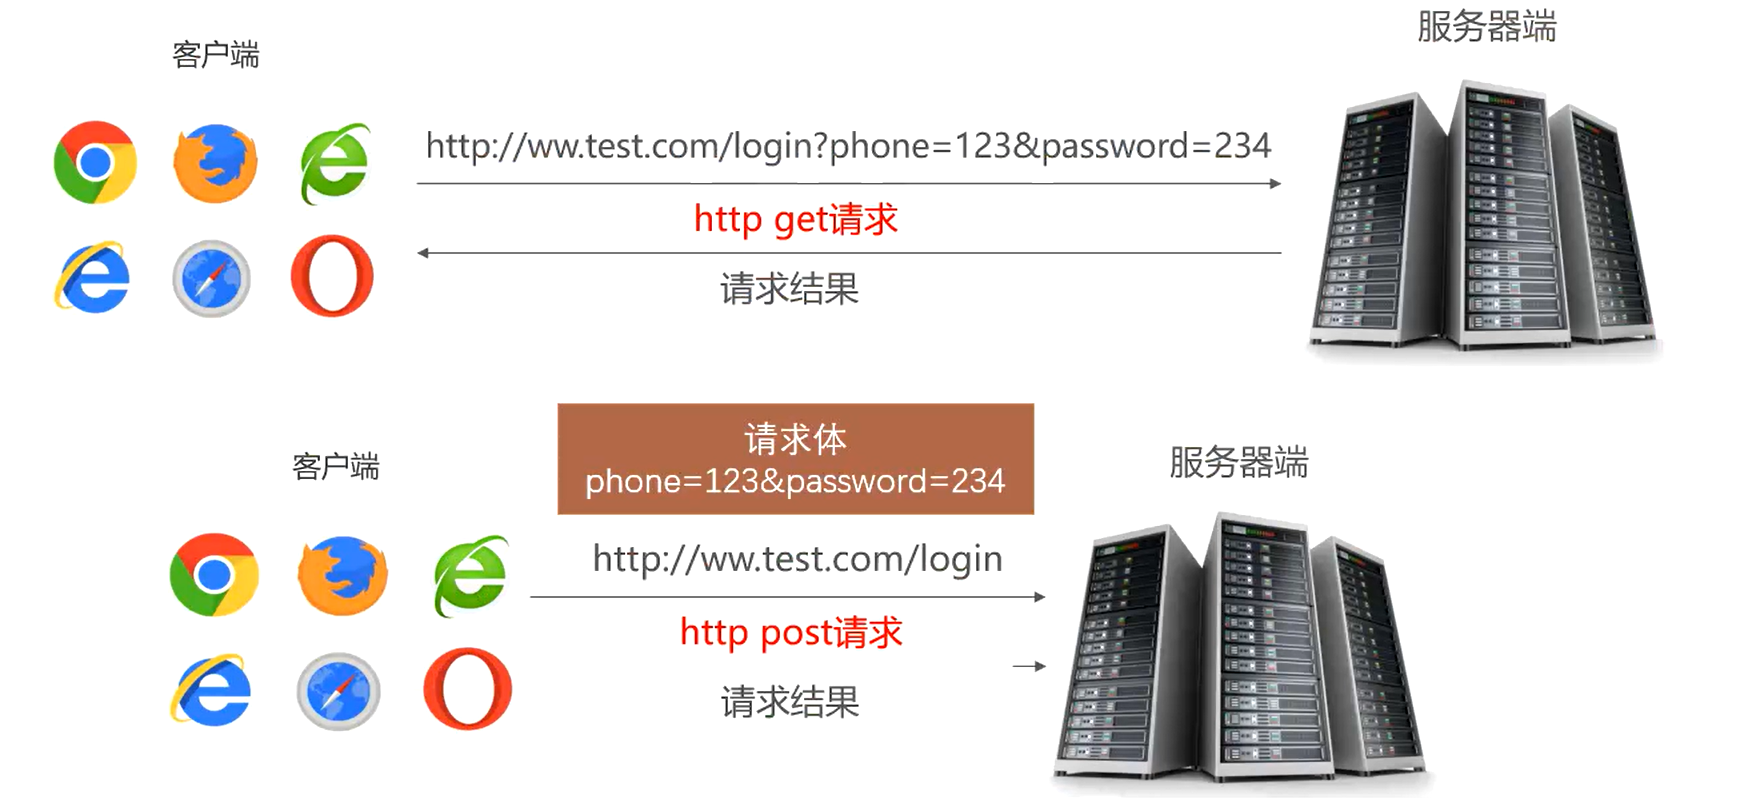 客户端
服务器端
http://ww.test.com/login?phone=123&password=234
http get请求
请求结果
请求体
phone=123&password=234
客户端
服务器端
http://ww.test.com/login
http post请求
请求结果